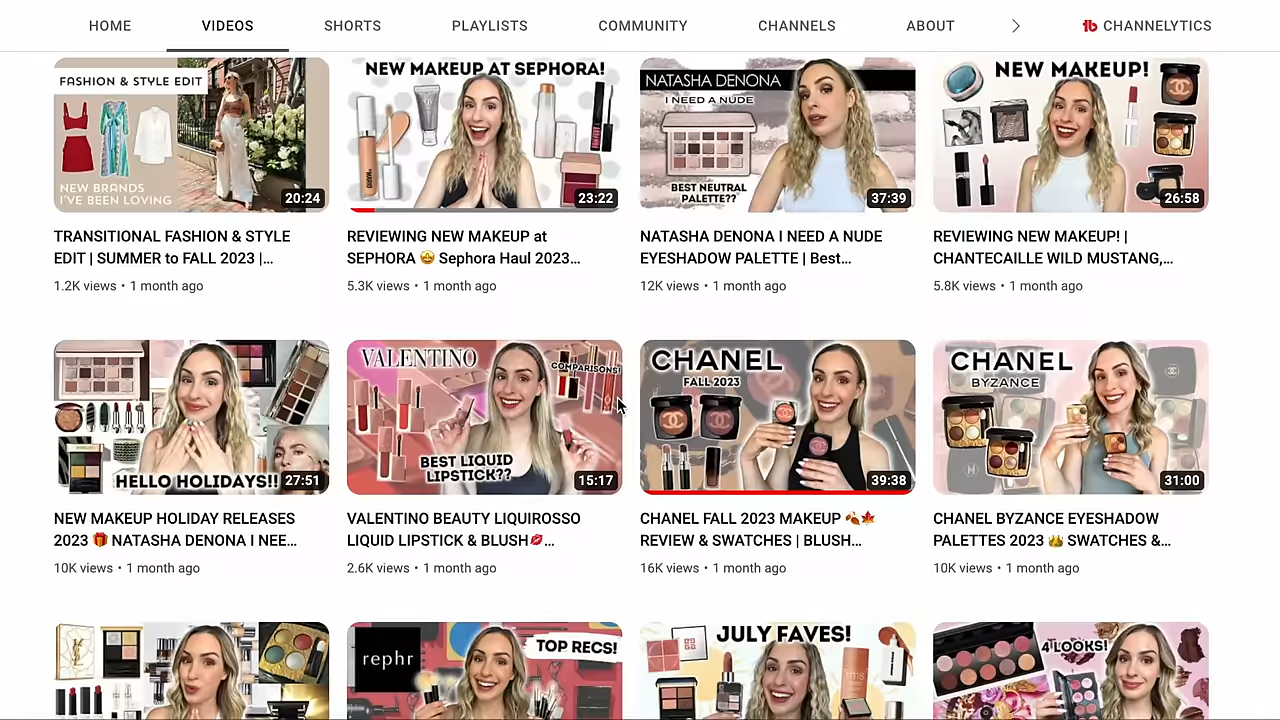 HOME VIDEOS SHORTS PLAYLISTS COMMUNITY CHANNELS ABOUT CHANNELYTICS
FASHION & STYLE EDIT
NEW BRANDS
I'VE BEEN LOVING
20:24
NEW MAKEUP AT SEPHORA!
23:22
NATASHA DENONA
I NEED A NUDE
BEST NEUTRAL
PALETTE??
37:39
NEW MAKEUP!
26:58
TRANSITIONAL FASHION & STYLE
EDIT | SUMMER to FALL 2023 |...
1.2K views • 1 month ago
REVIEWING NEW MAKEUP at
SEPHORA 🤩 Sephora Haul 2023...
5.3K views • 1 month ago
NATASHA DENONA I NEED A NUDE
EYESHADOW PALETTE | Best...
12K views • 1 month ago
REVIEWING NEW MAKEUP! |
CHANTECAILLE WILD MUSTANG,...
5.8K views • 1 month ago
HELLO HOLIDAYS!!
27:51
VALENTINO
COMPARISONS!
BEST LIQUID
LIPSTICK??
15:17
CHANEL
FALL 2023
39:38
CHANEL
BYZANCE
31:00
NEW MAKEUP HOLIDAY RELEASES
2023 🎁 NATASHA DENONA I NEE...
10K views • 1 month ago
VALENTINO BEAUTY LIQUIROSSO
LIQUID LIPSTICK & BLUSH💋...
2.6K views • 1 month ago
CHANEL FALL 2023 MAKEUP 🍂🍁
REVIEW & SWATCHES | BLUSH...
16K views • 1 month ago
CHANEL BYZANCE EYESHADOW
PALETTES 2023 👑 SWATCHES &...
10K views • 1 month ago
rephr
TOP RECS!
JULY FAVES!
4 LOOKS!